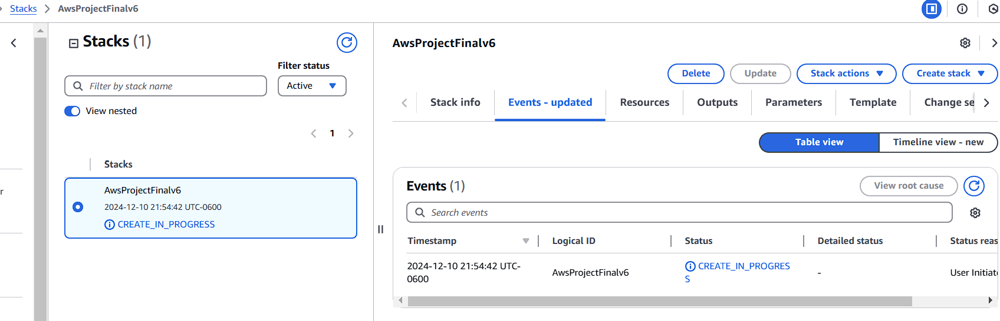 Stacks > AwsProjectFinalv6
Stacks (1)
Filter status
Filter by stack name
Active
View nested
1
Stacks
AwsProjectFinalv6
2024-12-10 21:54:42 UTC-0600
CREATE_IN_PROGRESS
r
AwsProjectFinalv6
Delete
Update
Stack actions
Create stack
Stack info
Events - updated
Resources
Outputs
Parameters
Template
Change se
Table view
Timeline view - new
Events (1)
View root cause
Search events
Timestamp
Logical ID
Status
Detailed status
Status reas
2024-12-10 21:54:42 UTC-
0600
AwsProjectFinalv6
CREATE_IN_PROGRES
S
-
User Initiate